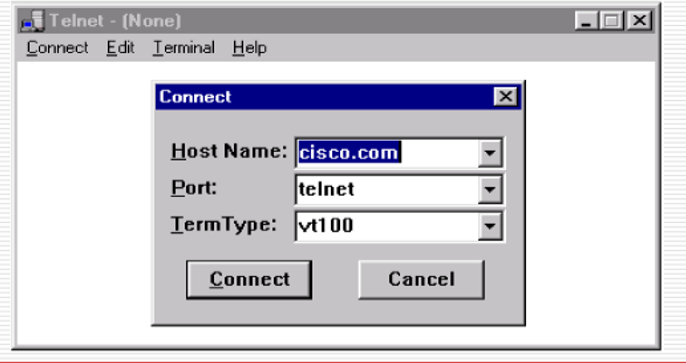 Telnet - (None)
Connect Edit Terminal Help
Connect
Host Name: cisco.com
Port: telnet
TermType: vt100
Connect Cancel